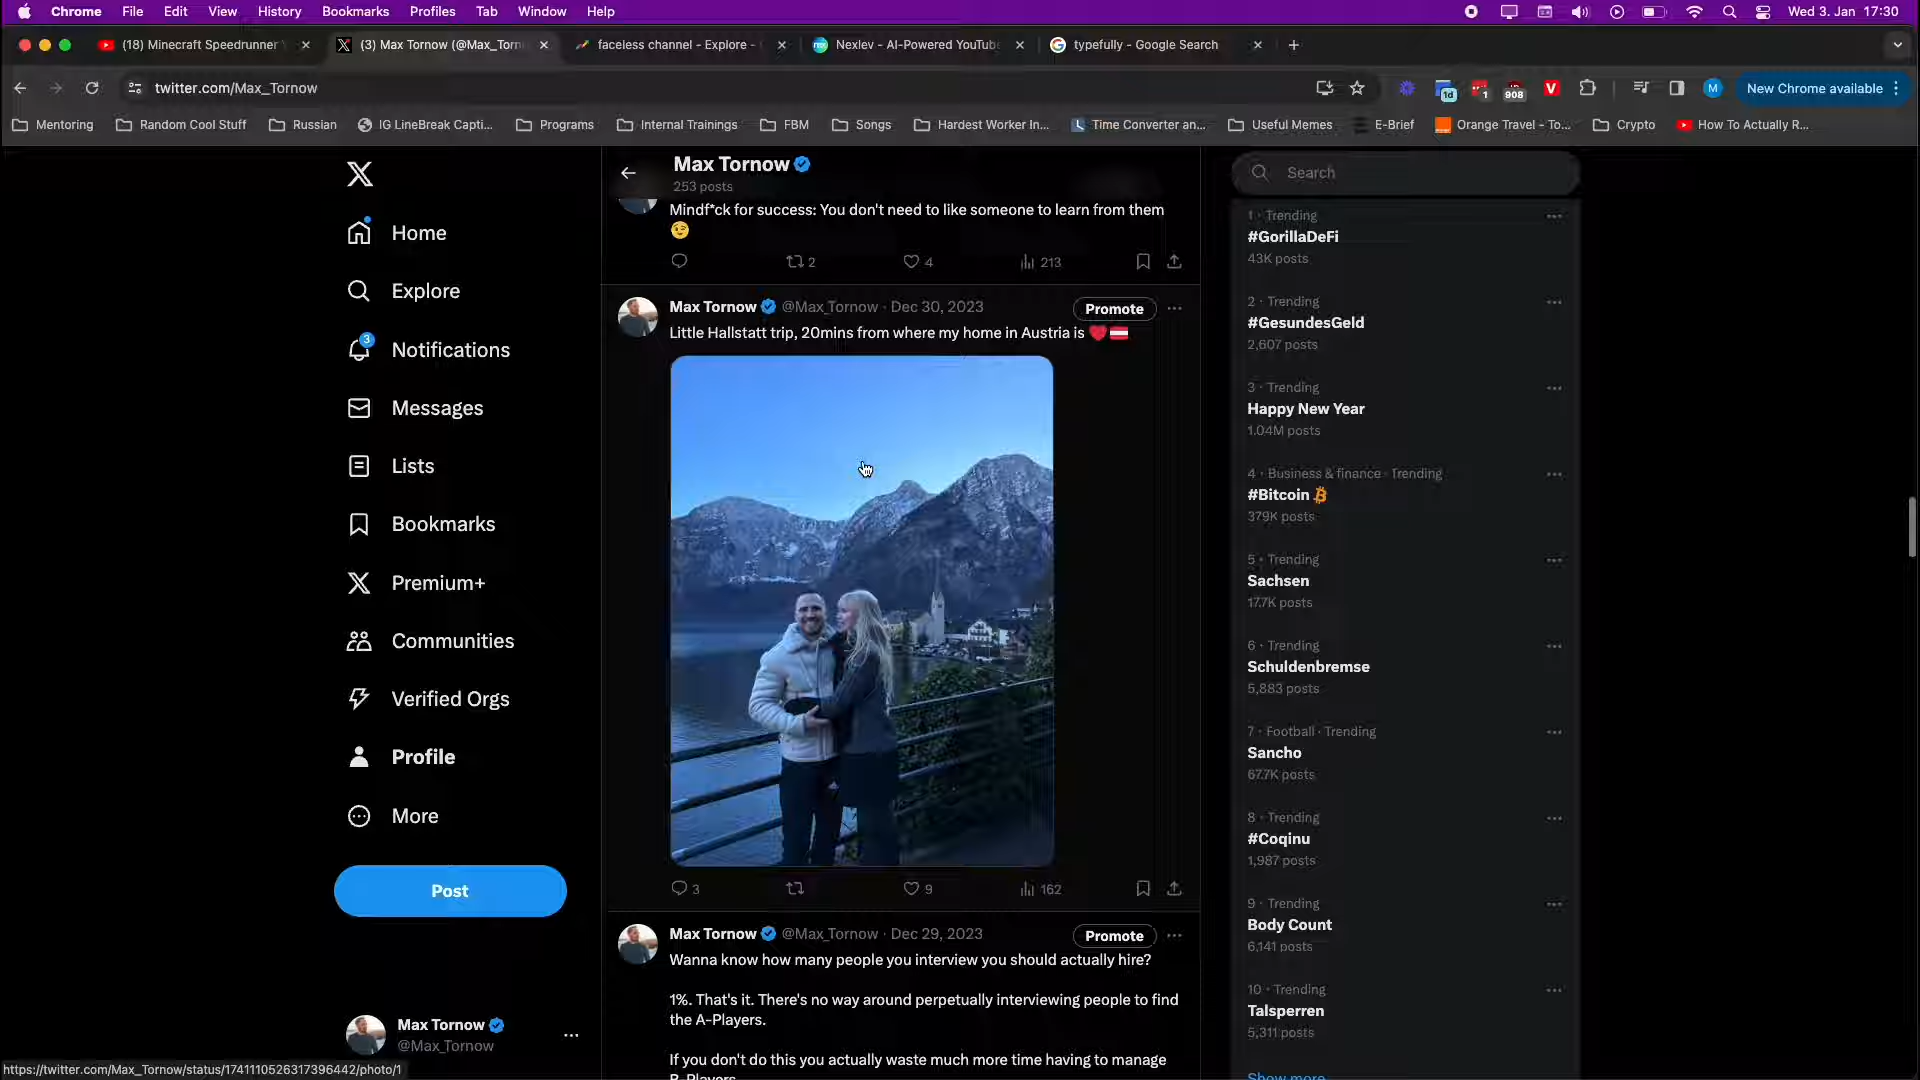 Chrome File Edit View History Bookmarks Profiles Tab Window Help Wed 3. Jan 17:30
(18) Minecraft Speedrunner
(3) Max Tornow (@Max_Torn
faceless channel - Explore -
Nexlev - AI-Powered YouTub
typefully - Google Search
twitter.com/Max_Tornow
1d
1
908
M
New Chrome available
Mentoring
Random Cool Stuff
Russian
IG LineBreak Capti...
Programs
Internal Trainings
FBM
Songs
Hardest Worker In...
Time Converter an...
Useful Memes
E-Brief
Orange Travel - To...
Crypto
How To Actually R...
Home
Explore
3
Notifications
Messages
Lists
Bookmarks
Premium+
Communities
Verified Orgs
Profile
More
Post
Max Tornow
@Max_Tornow
Max Tornow
253 posts
Mindf*ck for success: You don't need to like someone to learn from them
😏
2 4 213
Max Tornow @Max_Tornow · Dec 30, 2023
Promote
Little Hallstatt trip, 20mins from where my home in Austria is ❤️🇦🇹
3 9 162
Max Tornow @Max_Tornow · Dec 29, 2023
Promote
Wanna know how many people you interview you should actually hire?
1%. That's it. There's no way around perpetually interviewing people to find
the A-Players.
If you don't do this you actually waste much more time having to manage
B-Players
Search
1 · Trending
#GorillaDeFi
43K posts
2 · Trending
#GesundesGeld
2,607 posts
3 · Trending
Happy New Year
1.04M posts
4 · Business & finance · Trending
#Bitcoin
379K posts
5 · Trending
Sachsen
17.7K posts
6 · Trending
Schuldenbremse
5,883 posts
7 · Football · Trending
Sancho
67.7K posts
8 · Trending
#Coqinu
1,987 posts
9 · Trending
Body Count
6,141 posts
10 · Trending
Talsperren
5,311 posts
Show more
https://twitter.com/Max_Tornow/status/1741110526317396442/photo/1